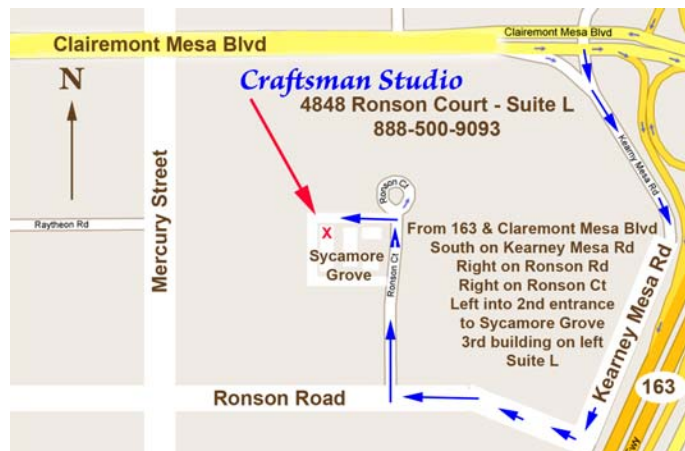 Clairemont Mesa Blvd
Clairemont Mesa Blvd
N
Craftsman Studio
4848 Ronson Court - Suite L
888-500-9093
Kearny Mesa Rd
Mercury Street
Raytheon Rd
Ronson Ct
X
Sycamore
Grove
Ronson Ct
From 163 & Claremont Mesa Blvd
South on Kearney Mesa Rd
Right on Ronson Rd
Right on Ronson Ct
Left into 2nd entrance
to Sycamore Grove
3rd building on left
Suite L
Kearney Mesa Rd
163
Ronson Road